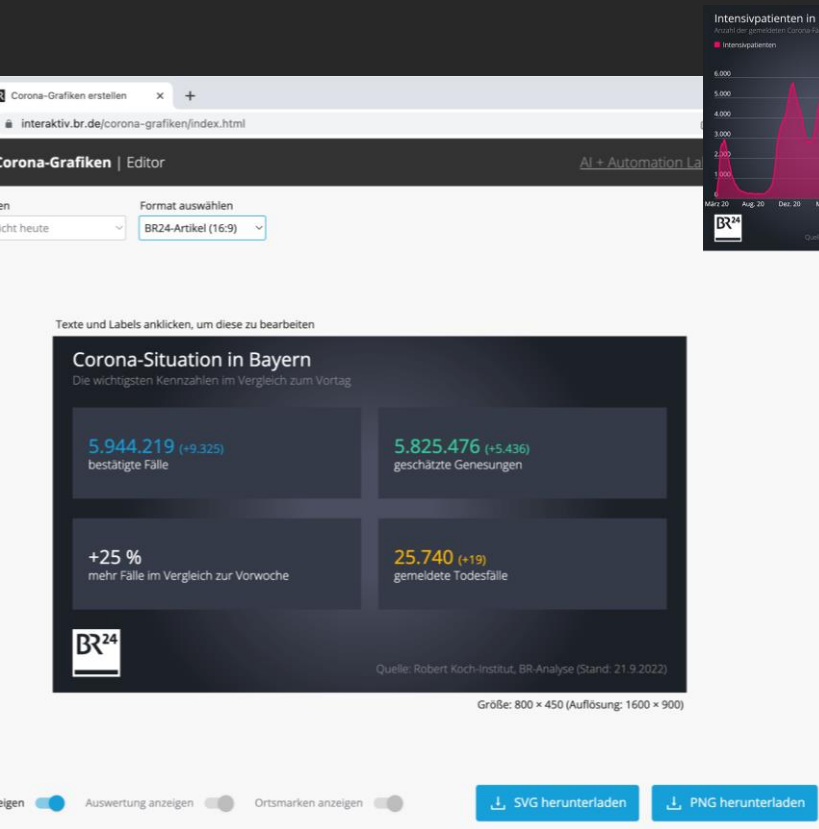 Corona-Grafiken erstellen
interaktiv.br.de/corona-grafiken/index.html
Corona-Grafiken | Editor
AI + Automation
Format auswählen
heute
BR24-Artikel (16:9)
Texte und Labels anklicken, um diese zu bearbeiten
Corona-Situation in Bayern
Die wichtigsten Kennzahlen im Vergleich zum Vortag
5.944.219 (+9.325)
bestätigte Fälle
5.825.476 (+5.436)
geschätzte Genesungen
+25 %
mehr Fälle im Vergleich zur Vorwoche
25.740 (+19)
gemeldete Todesfälle
BR24
Quelle: Robert Koch-Institut, BR-Analyse (Stand: 21.9.2022)
Größe: 800 × 450 (Auflösung: 1600 × 900)
Auswertung anzeigen
Ortsmarken anzeigen
SVG herunterladen
PNG herunterladen
Intensivpatienten in
Anzahl der gemeldeten
Intensivpatienten
6.000
5.000
4.000
3.000
2.000
1.000
0
März 20 Aug. 20 Dez. 20
BR24